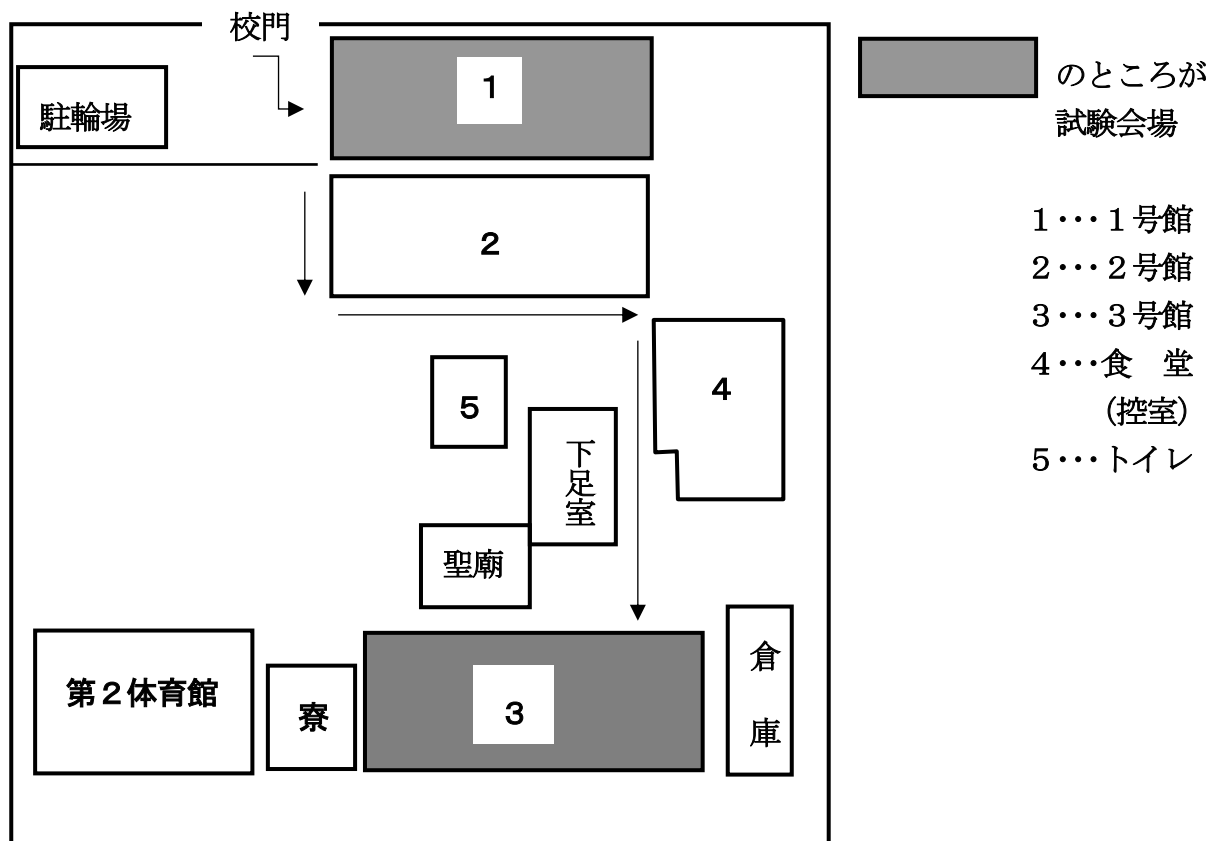 校門
駐輪場
1
2
5
4
下足室
聖廟
第２体育館
寮
3
倉庫
のところが
試験会場
１･･･１号館
２･･･２号館
３･･･３号館
４･･･食　堂
（控室）
５･･･トイレ